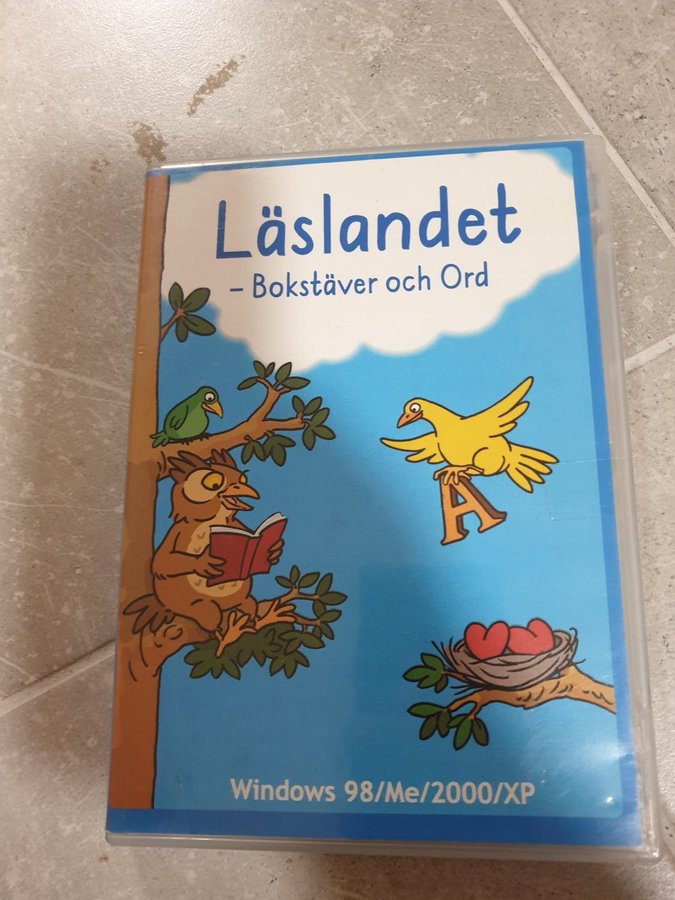 Läslandet
– Bokstäver och Ord
A
Windows 98/Me/2000/XP